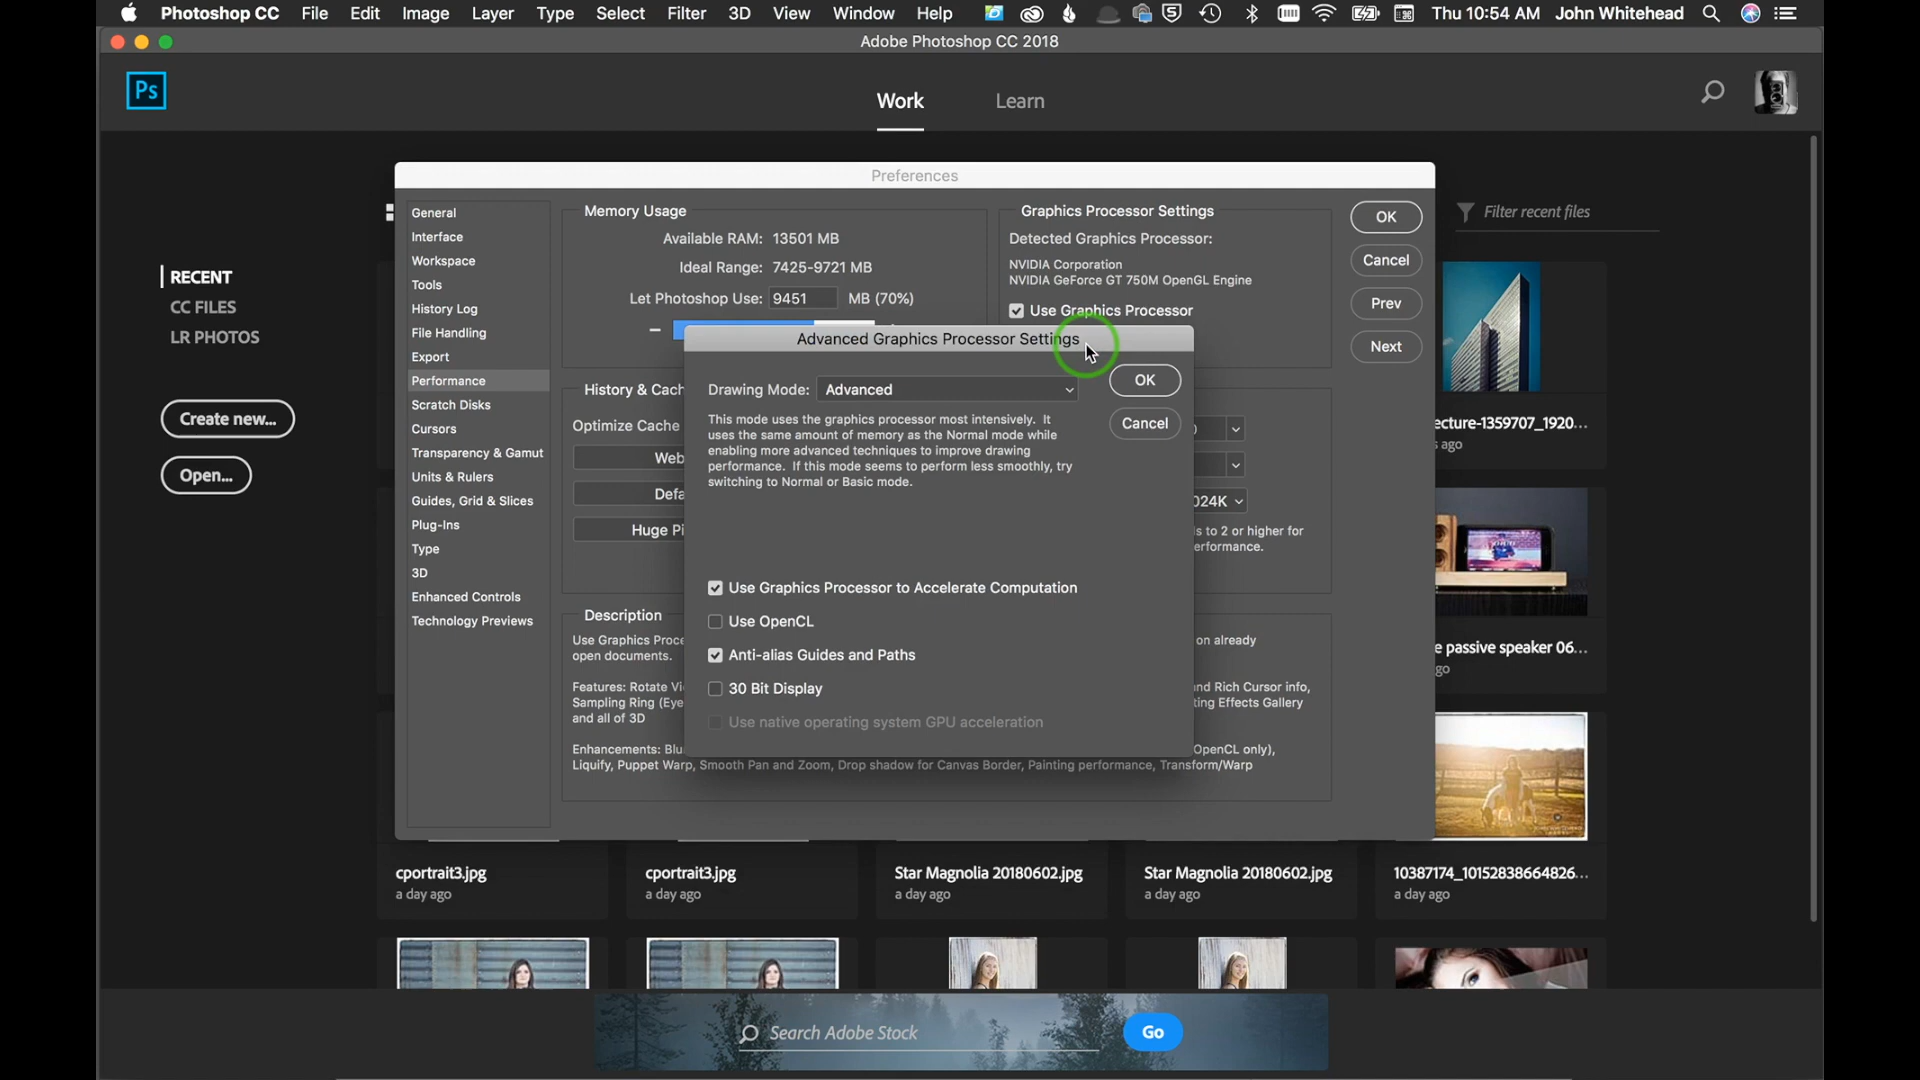 Photoshop CC File Edit Image Layer Type Select Filter 3D View Window Help Thu 10:54 AM John Whitehead
Adobe Photoshop CC 2018
Ps
Work
Learn
Preferences
General
Interface
Workspace
Tools
History Log
File Handling
Export
Performance
Scratch Disks
Cursors
Transparency & Gamut
Units & Rulers
Guides, Grid & Slices
Plug-Ins
Type
3D
Enhanced Controls
Technology Previews
Memory Usage
Available RAM: 13501 MB
Ideal Range: 7425-9721 MB
Let Photoshop Use: 9451 MB (70%)
Graphics Processor Settings
Detected Graphics Processor:
NVIDIA Corporation
NVIDIA GeForce GT 750M OpenGL Engine
Use Graphics Processor
OK
Cancel
Prev
Next
Filter recent files
RECENT
CC FILES
LR PHOTOS
Create new...
Open...
History & Cach
Optimize Cache
Web
Defa
Huge Pi
024K
s to 2 or higher for
erformance.
Advanced Graphics Processor Settings
Drawing Mode: Advanced
This mode uses the graphics processor most intensively. It
uses the same amount of memory as the Normal mode while
enabling more advanced techniques to improve drawing
performance. If this mode seems to perform less smoothly, try
switching to Normal or Basic mode.
OK
Cancel
Use Graphics Processor to Accelerate Computation
Use OpenCL
Anti-alias Guides and Paths
30 Bit Display
Use native operating system GPU acceleration
Description
Use Graphics Proce on already
open documents.
Features: Rotate Vi nd Rich Cursor info,
Sampling Ring (Eye ting Effects Gallery
and all of 3D
Enhancements: Blu OpenCL only),
Liquify, Puppet Warp, Smooth Pan and Zoom, Drop shadow for Canvas Border, Painting performance, Transform/Warp
ecture-1359707_1920...
s ago
e passive speaker 06...
go
cportrait3.jpg
a day ago
cportrait3.jpg
a day ago
Star Magnolia 20180602.jpg
a day ago
Star Magnolia 20180602.jpg
a day ago
10387174_10152838664826...
a day ago
Search Adobe Stock
Go